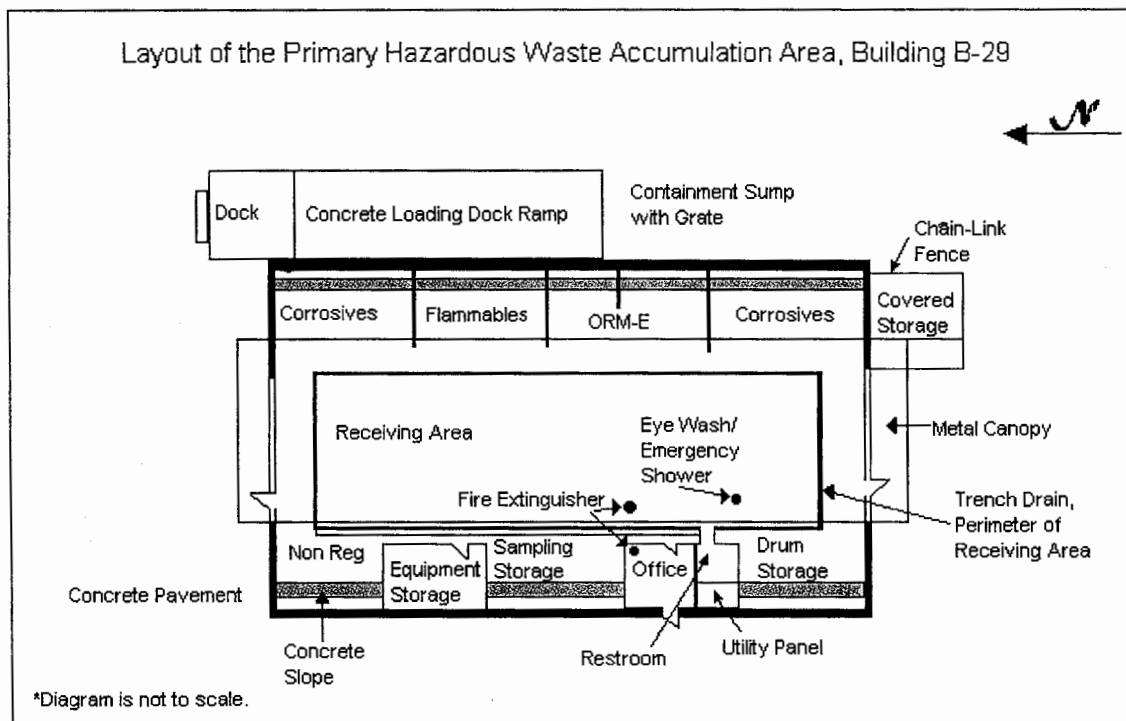 Layout of the Primary Hazardous Waste Accumulation Area, Building B-29
N
Dock
Concrete Loading Dock Ramp
Containment Sump
with Grate
Chain-Link
Fence
Corrosives
Flammables
ORM-E
Corrosives
Covered
Storage
Receiving Area
Eye Wash/
Emergency
Shower
Metal Canopy
Fire Extinguisher
Trench Drain,
Perimeter of
Receiving Area
Non Reg
Equipment
Storage
Sampling
Storage
Office
Drum
Storage
Concrete Pavement
Concrete
Slope
Restroom
Utility Panel
*Diagram is not to scale.